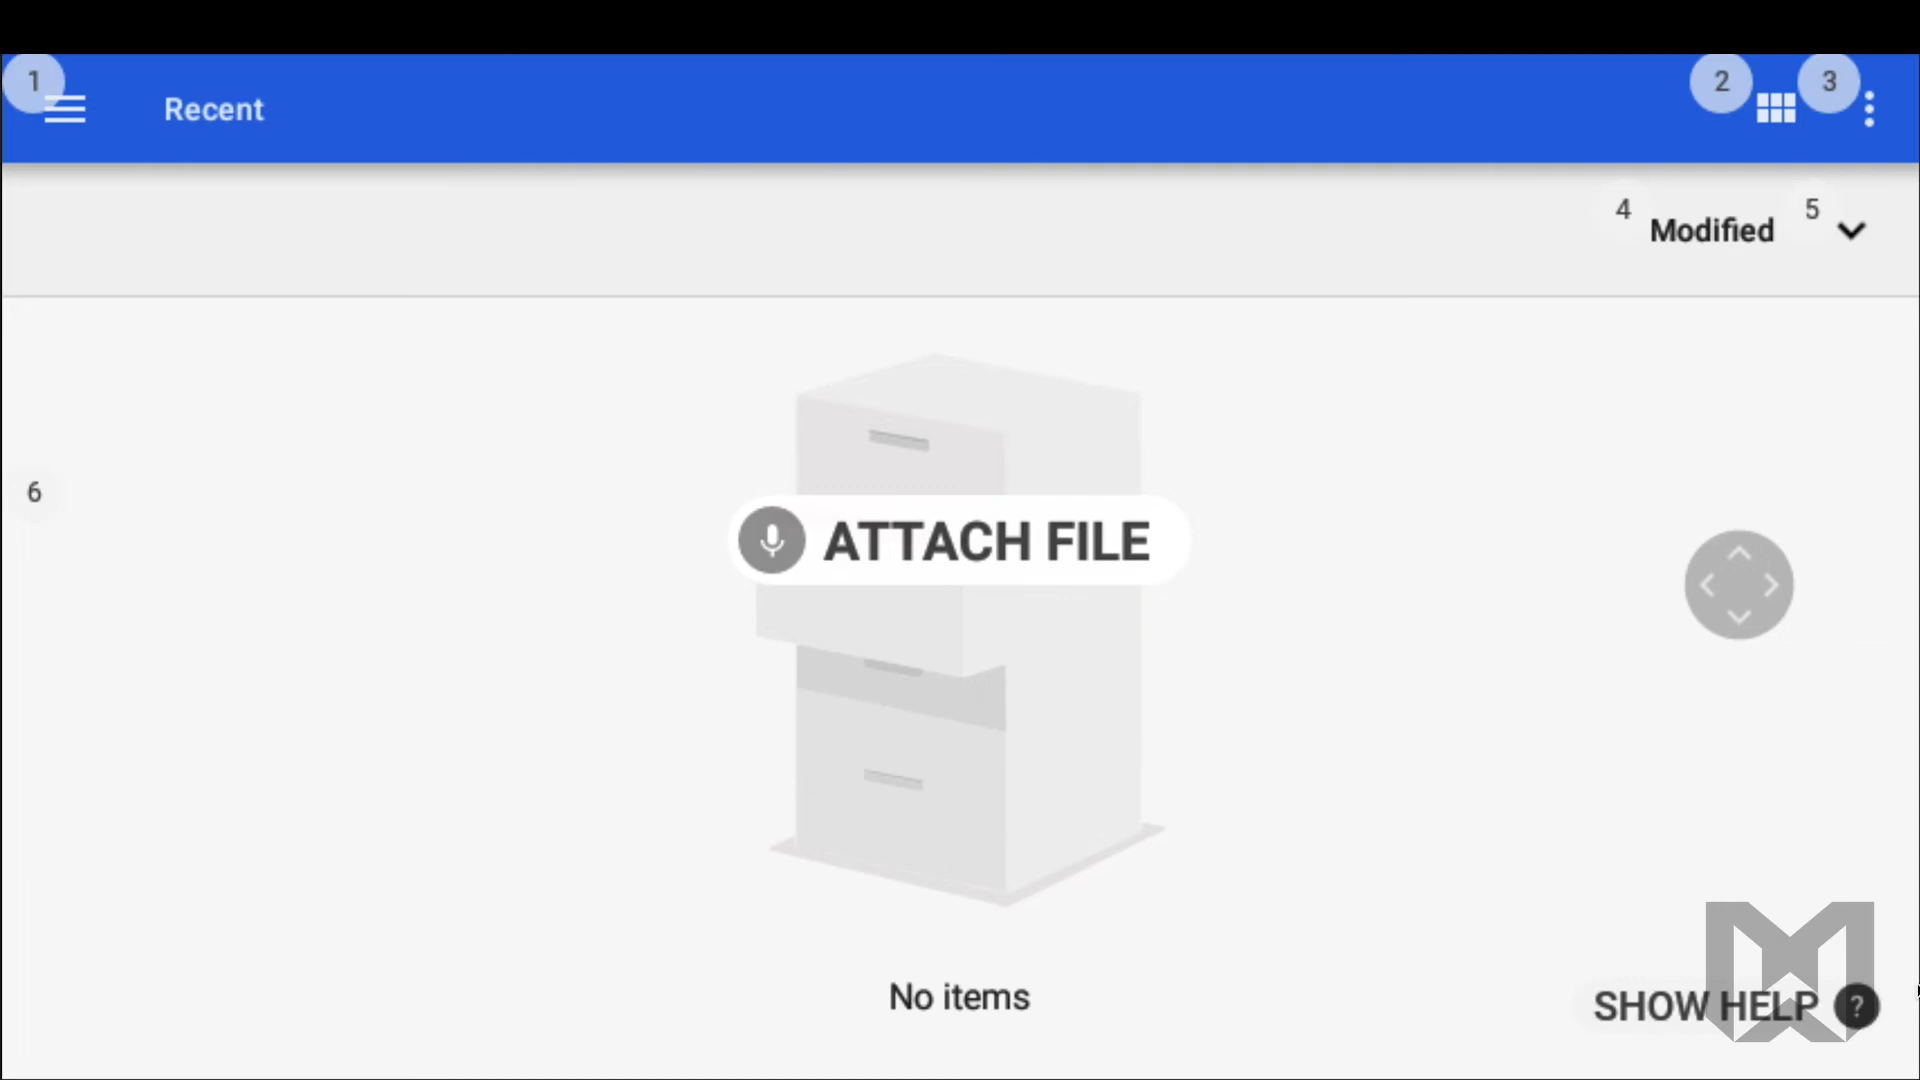 1
Recent
2
3
4
Modified
5
6
ATTACH FILE
No items
SHOW HELP ?